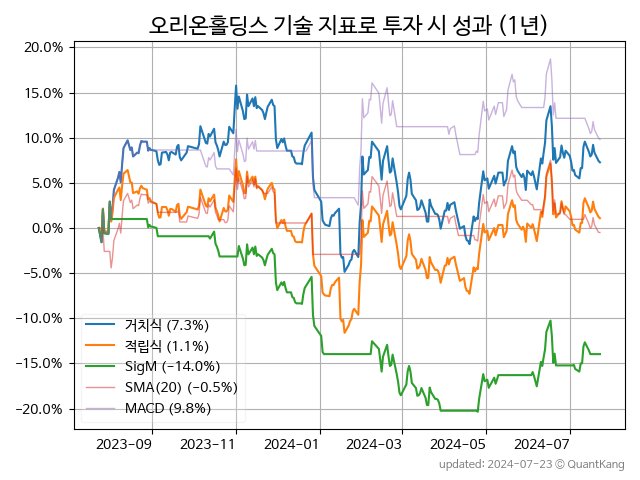 오리온홀딩스 기술 지표로 투자 시 성과 (1년)
20.0%
15.0%
10.0%
5.0%
0.0%
−5.0%
−10.0%
−15.0%
−20.0%
거치식 (7.3%)
적립식 (1.1%)
SigM (−14.0%)
SMA(20) (−0.5%)
MACD (9.8%)
2023-09 2023-11 2024-01 2024-03 2024-05 2024-07
updated: 2024-07-23 © QuantKang